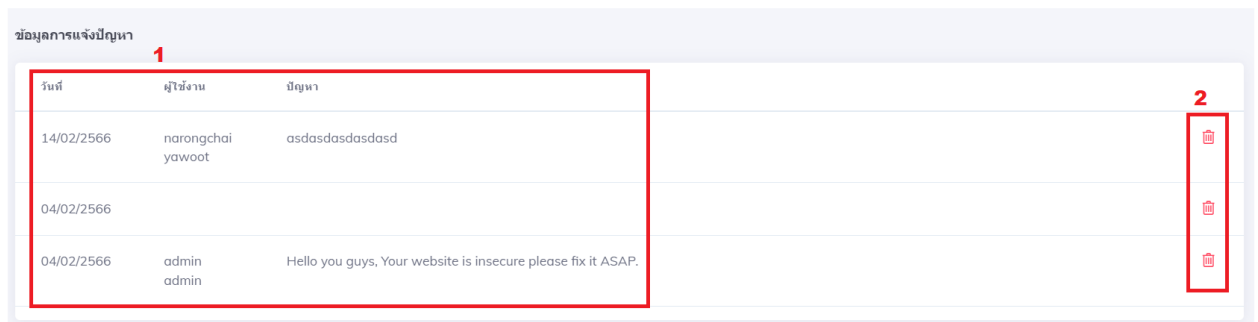 ข้อมูลการแจ้งปัญหา
1
วันที่ ผู้ใช้งาน ปัญหา
2
14/02/2566 narongchai asdasdasdasdasd
yawoot
04/02/2566
04/02/2566 admin Hello you guys, Your website is insecure please fix it ASAP.
admin